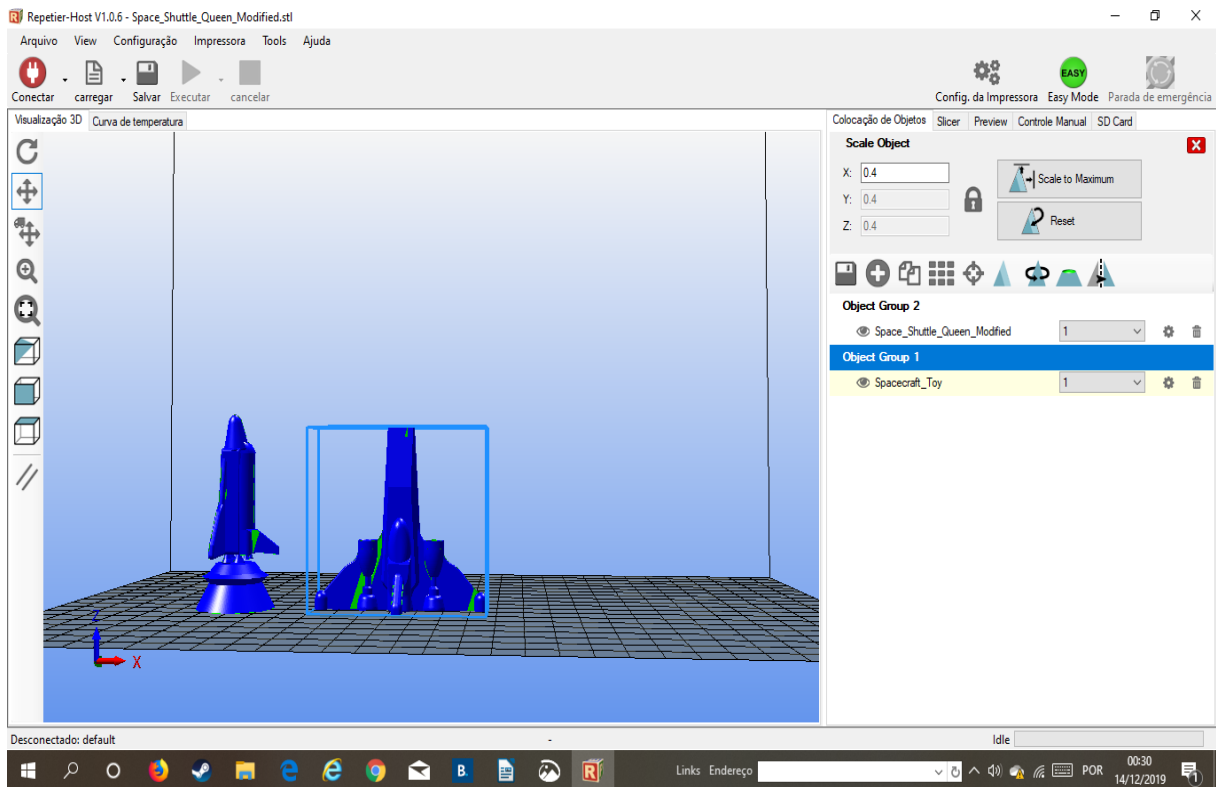 Repetier-Host V1.0.6 - Space_Shuttle_Queen_Modified.stl
Arquivo View Configuração Impressora Tools Ajuda
Conectar carregar Salvar Executar cancelar
EASY
Config. da Impressora Easy Mode Parada de emergência
Visualização 3D Curva de temperatura
Colocação de Objetos Slicer Preview Controle Manual SD Card
Scale Object
X: 0.4
Scale to Maximum
Y: 0.4
Z: 0.4
Reset
Object Group 2
Space_Shuttle_Queen_Modified 1
Object Group 1
Spacecraft_Toy 1
Z
X
Desconectado: default - Idle
B. R Links Endereço POR 00:30
14/12/2019
1